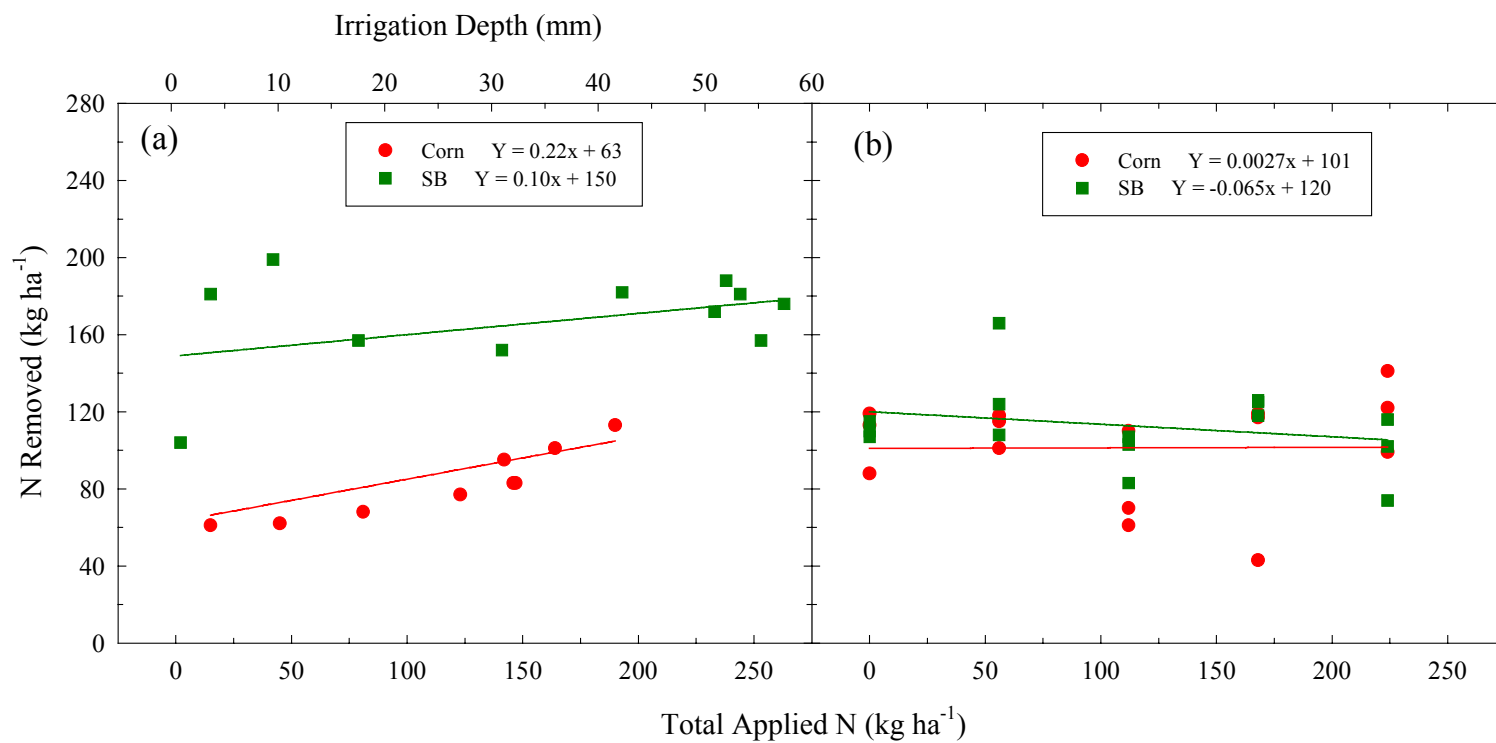 Irrigation Depth (mm)
0 10 20 30 40 50 60
280
240
200
160
120
80
40
0
N Removed (kg ha⁻¹)
(a)
Corn Y = 0.22x + 63
SB Y = 0.10x + 150
(b)
Corn Y = 0.0027x + 101
SB Y = -0.065x + 120
0 50 100 150 200 250 0 50 100 150 200 250
Total Applied N (kg ha⁻¹)